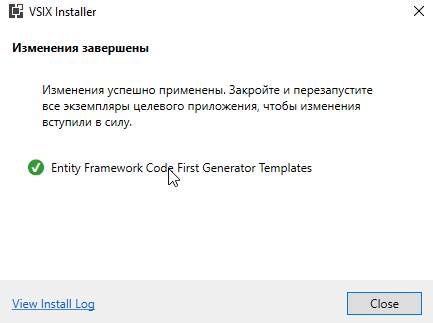 VSIX Installer
Изменения завершены
Изменения успешно применены. Закройте и перезапустите
все экземпляры целевого приложения, чтобы изменения
вступили в силу.
Entity Framework Code First Generator Templates
View Install Log
Close